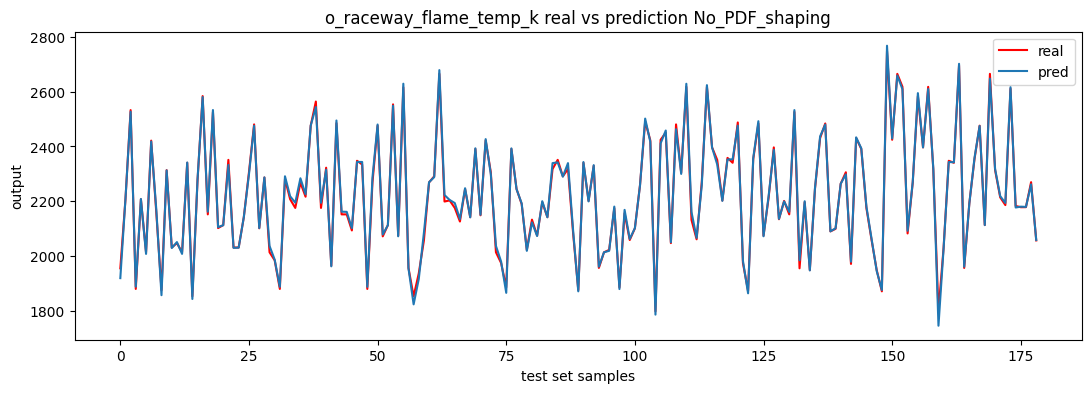 o_raceway_flame_temp_k real vs prediction No_PDF_shaping
output
2800
2600
2400
2200
2000
1800
real
pred
0
25
50
75
100
125
150
175
test set samples